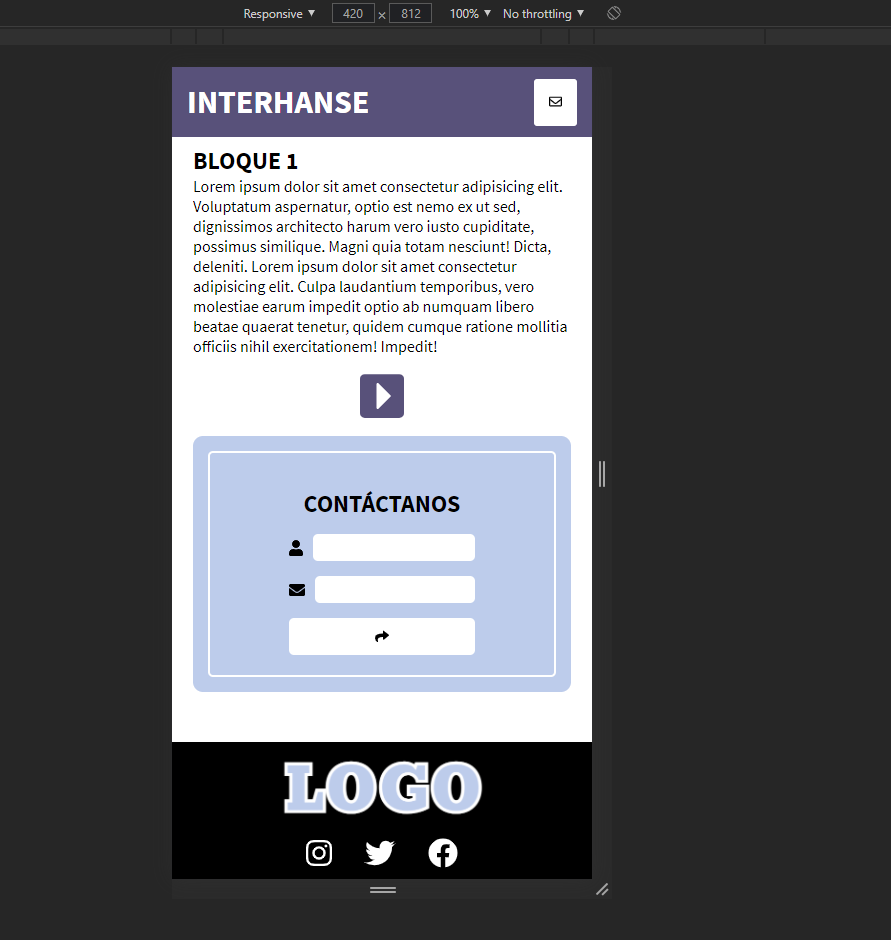 Responsive ▼ 420 × 812 100% ▼ No throttling ▼
INTERHANSE
BLOQUE 1
Lorem ipsum dolor sit amet consectetur adipisicing elit.
Voluptatum aspernatur, optio est nemo ex ut sed,
dignissimos architecto harum vero iusto cupiditate,
possimus similique. Magni quia totam nesciunt! Dicta,
deleniti. Lorem ipsum dolor sit amet consectetur
adipisicing elit. Culpa laudantium temporibus, vero
molestiae earum impedit optio ab numquam libero
beatae quaerat tenetur, quidem cumque ratione mollitia
officiis nihil exercitationem! Impedit!
CONTÁCTANOS
LOGO